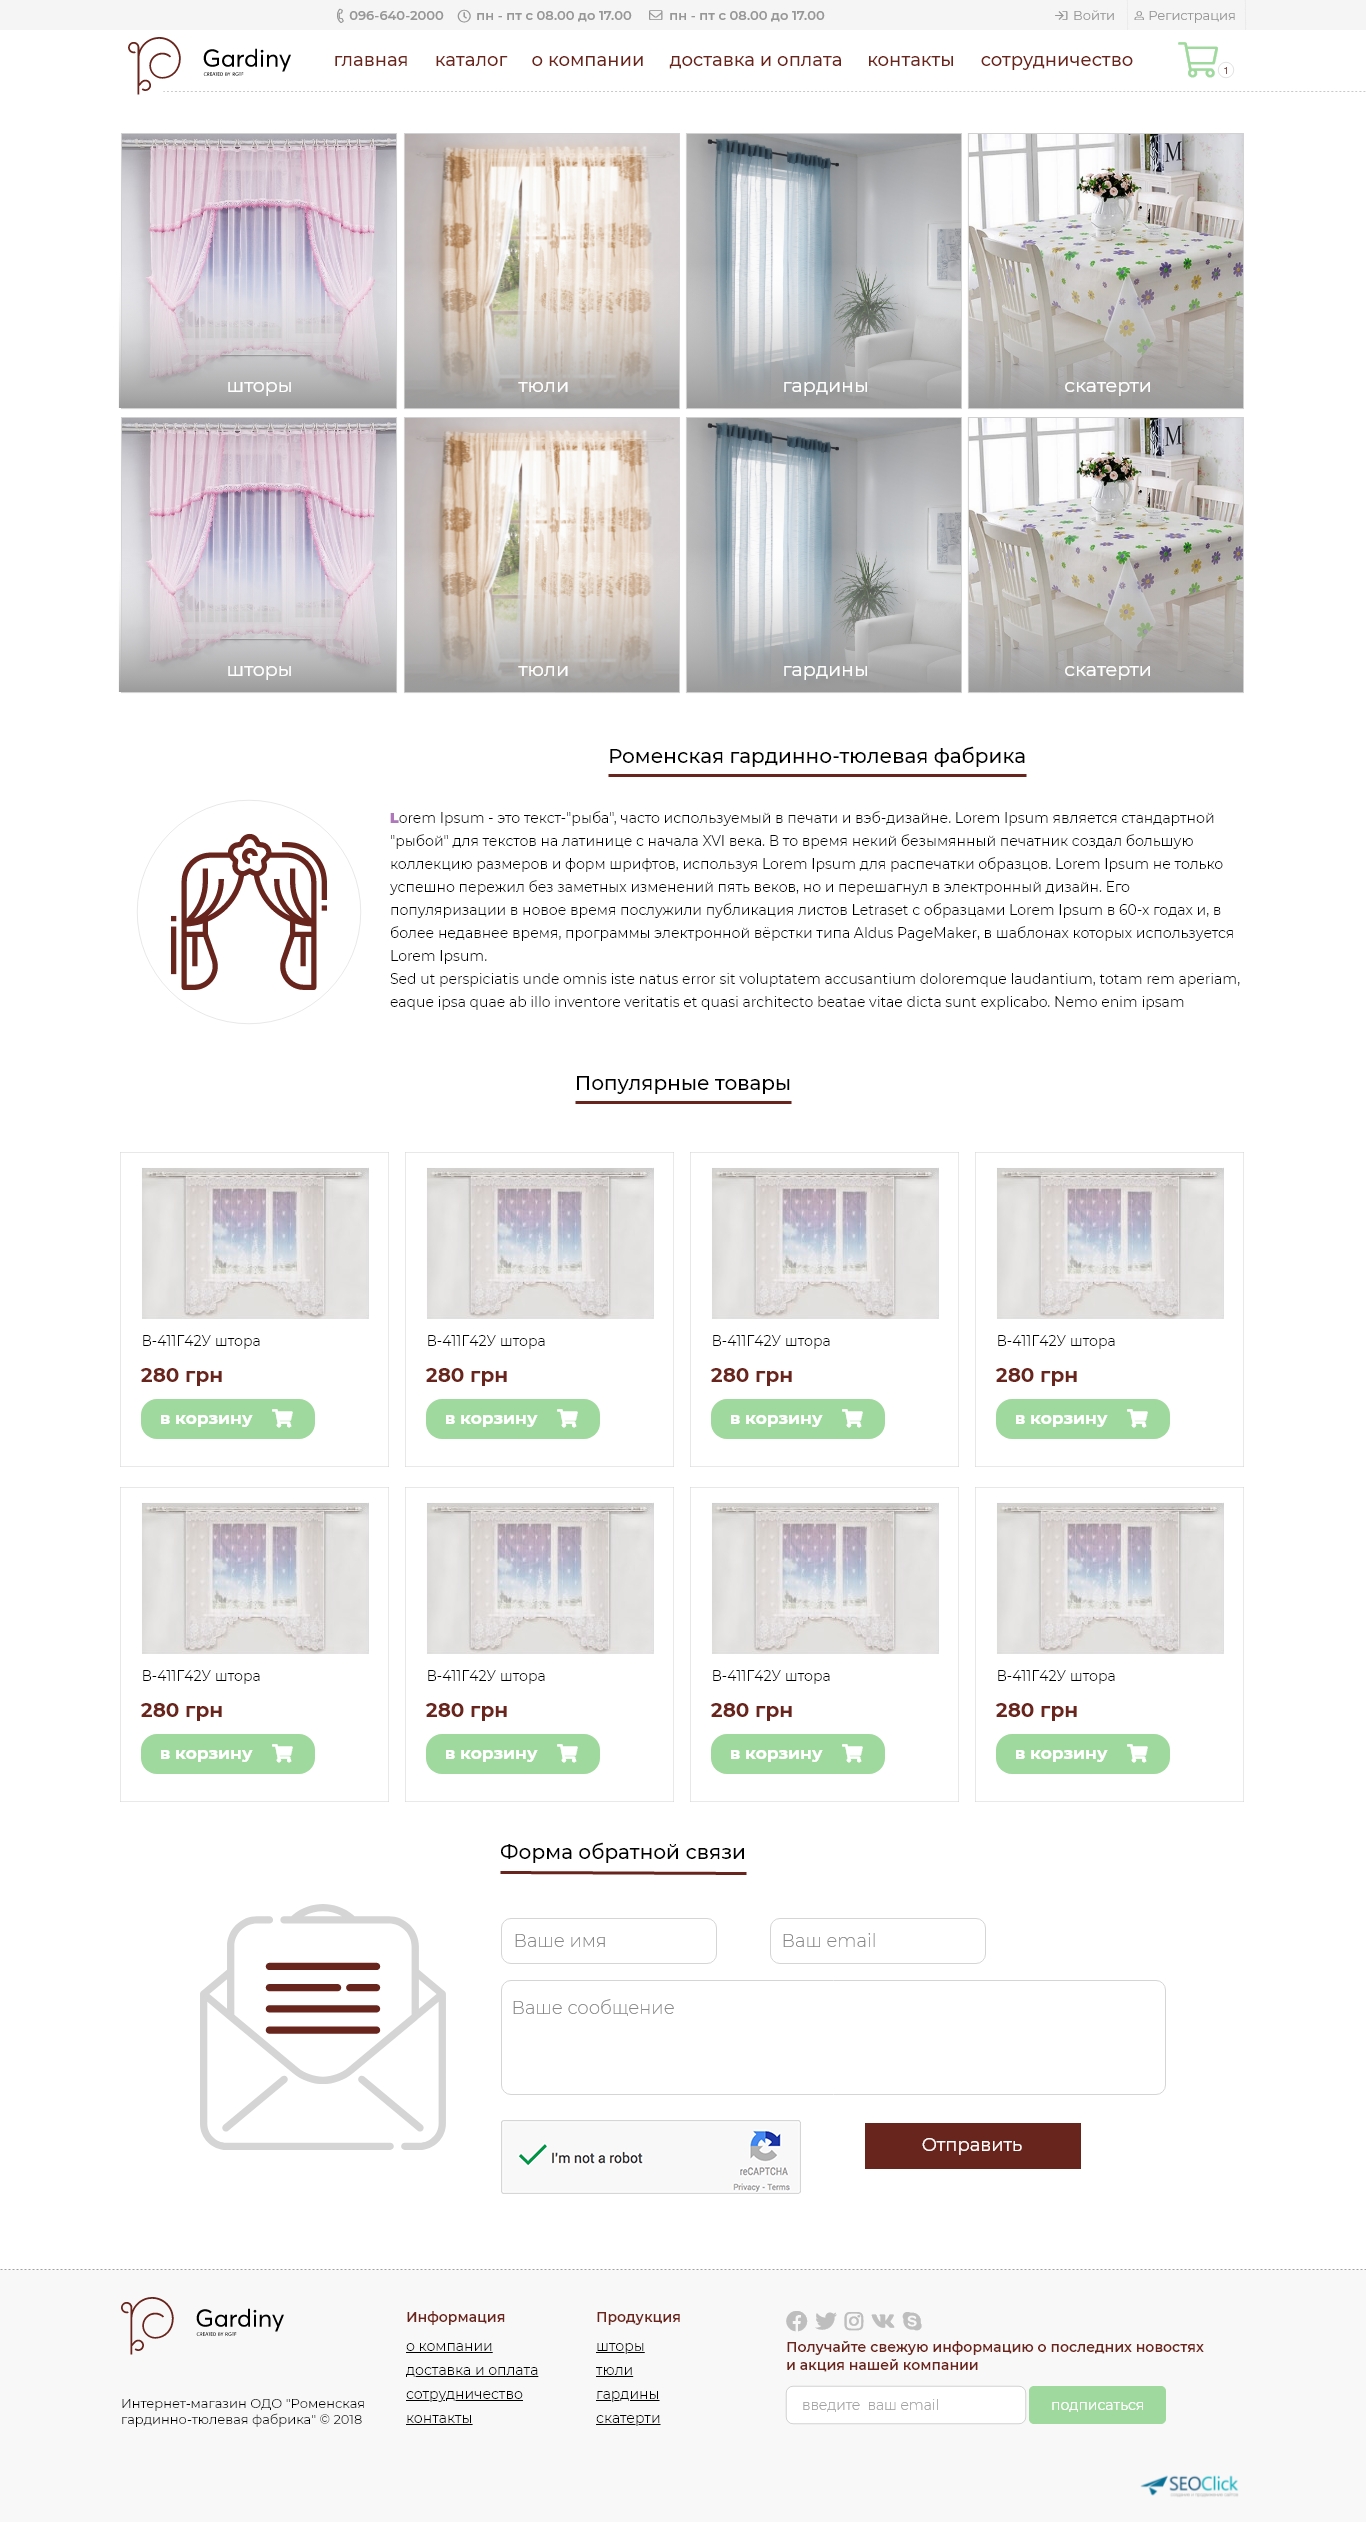 096-640-2000 пн - пт с 08.00 до 17.00 пн - пт с 08.00 до 17.00 Войти Регистрация
Gardiny
CREATED BY RGTF
главная каталог о компании доставка и оплата контакты сотрудничество
1
M
шторы тюли гардины скатерти
M
шторы тюли гардины скатерти
Роменская гардинно-тюлевая фабрика
Lorem Ipsum - это текст-"рыба", часто используемый в печати и вэб-дизайне. Lorem Ipsum является стандартной
"рыбой" для текстов на латинице с начала XVI века. В то время некий безымянный печатник создал большую
коллекцию размеров и форм шрифтов, используя Lorem Ipsum для распечатки образцов. Lorem Ipsum не только
успешно пережил без заметных изменений пять веков, но и перешагнул в электронный дизайн. Его
популяризации в новое время послужили публикация листов Letraset с образцами Lorem Ipsum в 60-х годах и, в
более недавнее время, программы электронной вёрстки типа Aldus PageMaker, в шаблонах которых используется
Lorem Ipsum.
Sed ut perspiciatis unde omnis iste natus error sit voluptatem accusantium doloremque laudantium, totam rem aperiam,
eaque ipsa quae ab illo inventore veritatis et quasi architecto beatae vitae dicta sunt explicabo. Nemo enim ipsam
Популярные товары
В-411Г42У штора В-411Г42У штора В-411Г42У штора В-411Г42У штора
280 грн 280 грн 280 грн 280 грн
в корзину в корзину в корзину в корзину
В-411Г42У штора В-411Г42У штора В-411Г42У штора В-411Г42У штора
280 грн 280 грн 280 грн 280 грн
в корзину в корзину в корзину в корзину
Форма обратной связи
Ваше имя Ваш email
Ваше сообщение
I'm not a robot
reCAPTCHA
Privacy - Terms
Отправить
Gardiny
CREATED BY RGTF
Интернет-магазин ОДО "Роменская
гардинно-тюлевая фабрика" © 2018
Информация
о компании
доставка и оплата
сотрудничество
контакты
Продукция
шторы
тюли
гардины
скатерти
Получайте свежую информацию о последних новостях
и акция нашей компании
введите ваш email подписаться
SEOClick